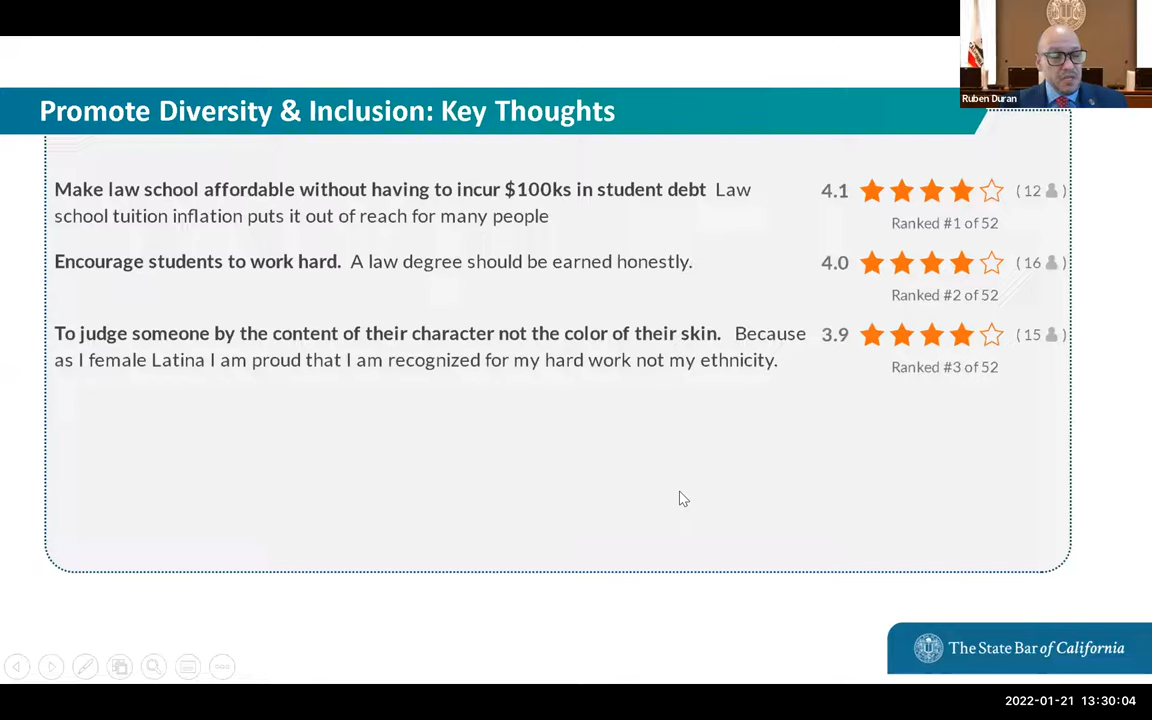 Ruben Duran
Promote Diversity & Inclusion: Key Thoughts
Make law school affordable without having to incur $100ks in student debt Law
school tuition inflation puts it out of reach for many people
4.1
(12)
Ranked #1 of 52
Encourage students to work hard. A law degree should be earned honestly.
4.0
(16)
Ranked #2 of 52
To judge someone by the content of their character not the color of their skin. Because
as I female Latina I am proud that I am recognized for my hard work not my ethnicity.
3.9
(15)
Ranked #3 of 52
The State Bar of California
2022-01-21 13:30:04